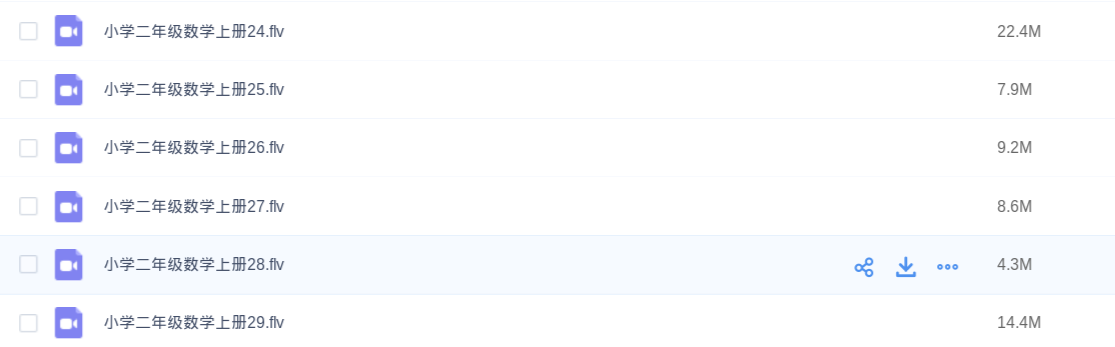 小学二年级数学上册24.flv 22.4M
小学二年级数学上册25.flv 7.9M
小学二年级数学上册26.flv 9.2M
小学二年级数学上册27.flv 8.6M
小学二年级数学上册28.flv 4.3M
小学二年级数学上册29.flv 14.4M